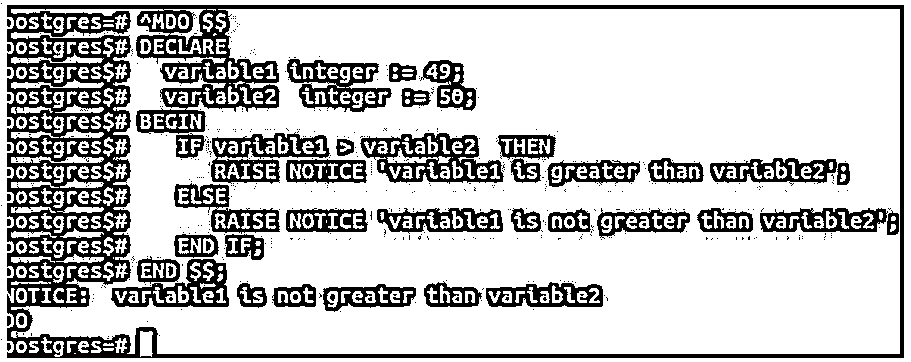 postgres=# ^MDO $$
postgres$# DECLARE
postgres$#   variable1 integer := 49;
postgres$#   variable2  integer := 50;
postgres$# BEGIN
postgres$#    IF variable1 > variable2  THEN
postgres$#       RAISE NOTICE 'variable1 is greater than variable2';
postgres$#    ELSE
postgres$#       RAISE NOTICE 'variable1 is not greater than variable2';
postgres$#    END IF;
postgres$# END $$;
NOTICE:  variable1 is not greater than variable2
DO
postgres=#